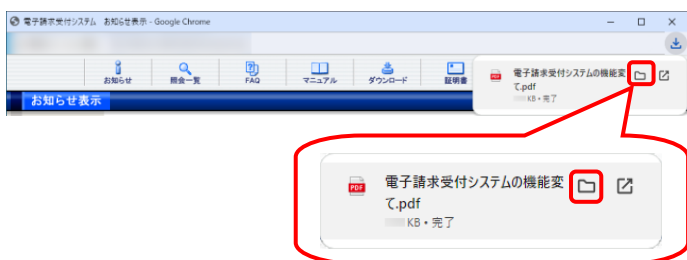 電子請求受付システム お知らせ表示 - Google Chrome
お知らせ
照会一覧
FAQ
マニュアル
ダウンロード
証明書
お知らせ表示
電子請求受付システムの機能変
て.pdf
KB・完了
PDF
電子請求受付システムの機能変
て.pdf
KB・完了